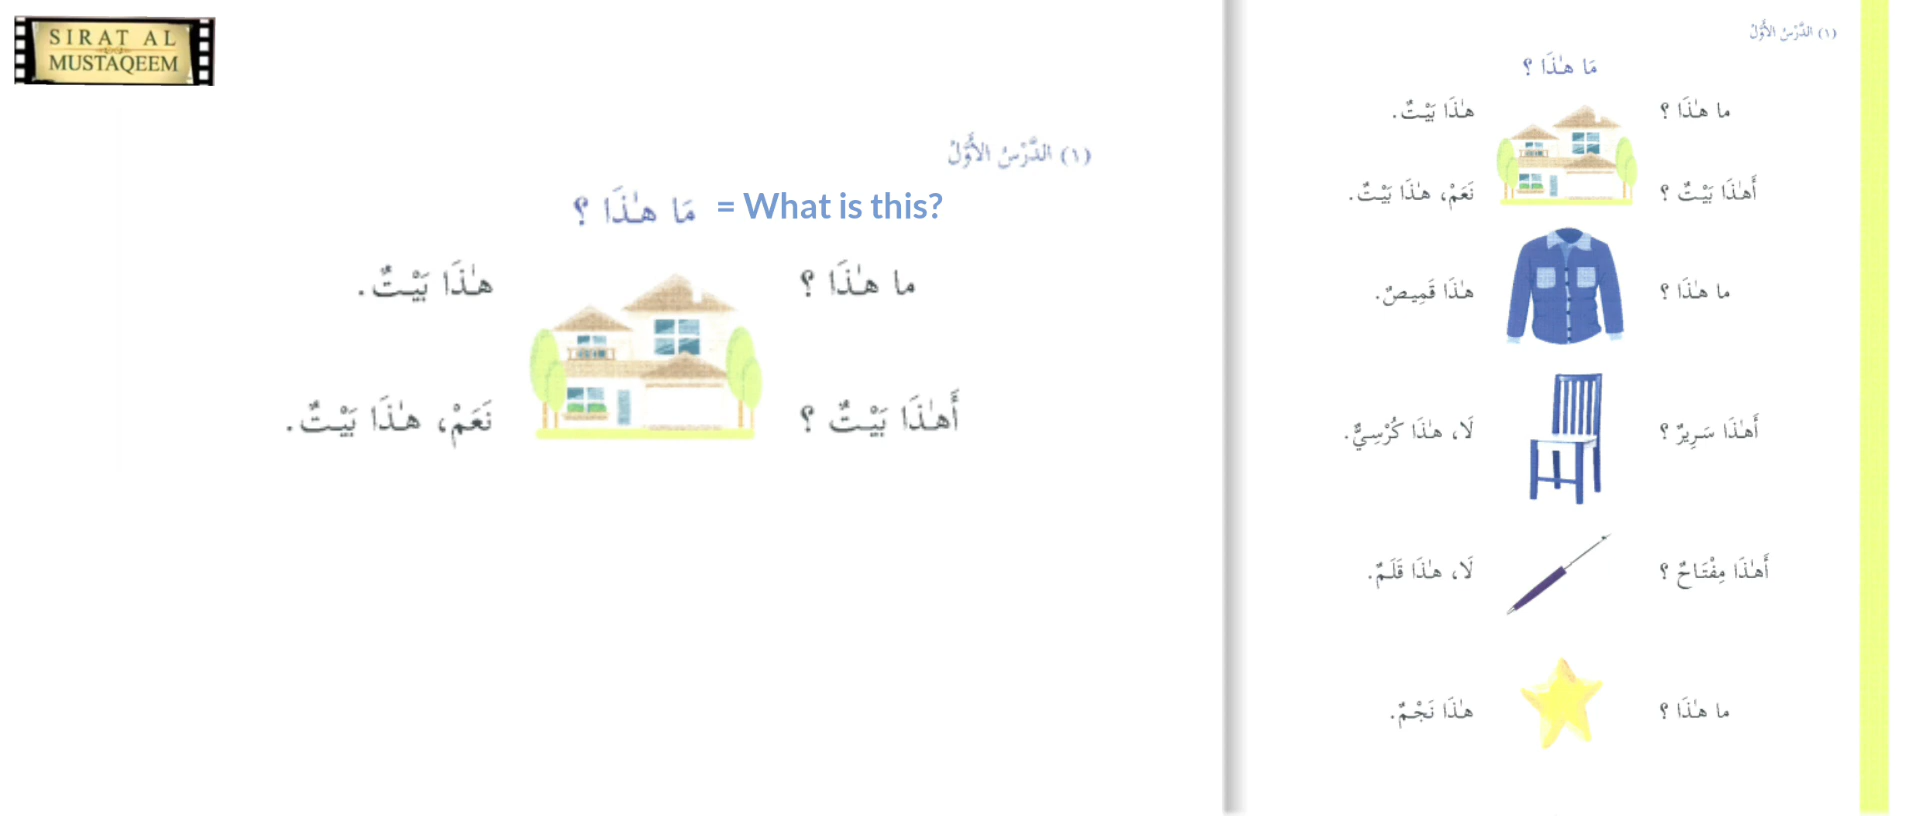 SIRAT AL
MUSTAQEEM
(١) الدَّرْسُ الأَوَّلُ
مَا هٰذَا ؟ = What is this?
ما هٰذَا ؟ هٰذَا بَيْتٌ.
أَهٰذَا بَيْتٌ ؟ نَعَمْ، هٰذَا بَيْتٌ.
(١) الدَّرْسُ الأَوَّلُ
مَا هٰذَا ؟
ما هٰذَا ؟ هٰذَا بَيْتٌ.
أَهٰذَا بَيْتٌ ؟ نَعَمْ، هٰذَا بَيْتٌ.
ما هٰذَا ؟ هٰذَا قَمِيصٌ.
أَهٰذَا سَرِيرٌ ؟ لَا، هٰذَا كُرْسِيٌّ.
أَهٰذَا مِفْتَاحٌ ؟ لَا، هٰذَا قَلَمٌ.
ما هٰذَا ؟ هٰذَا نَجْمٌ.